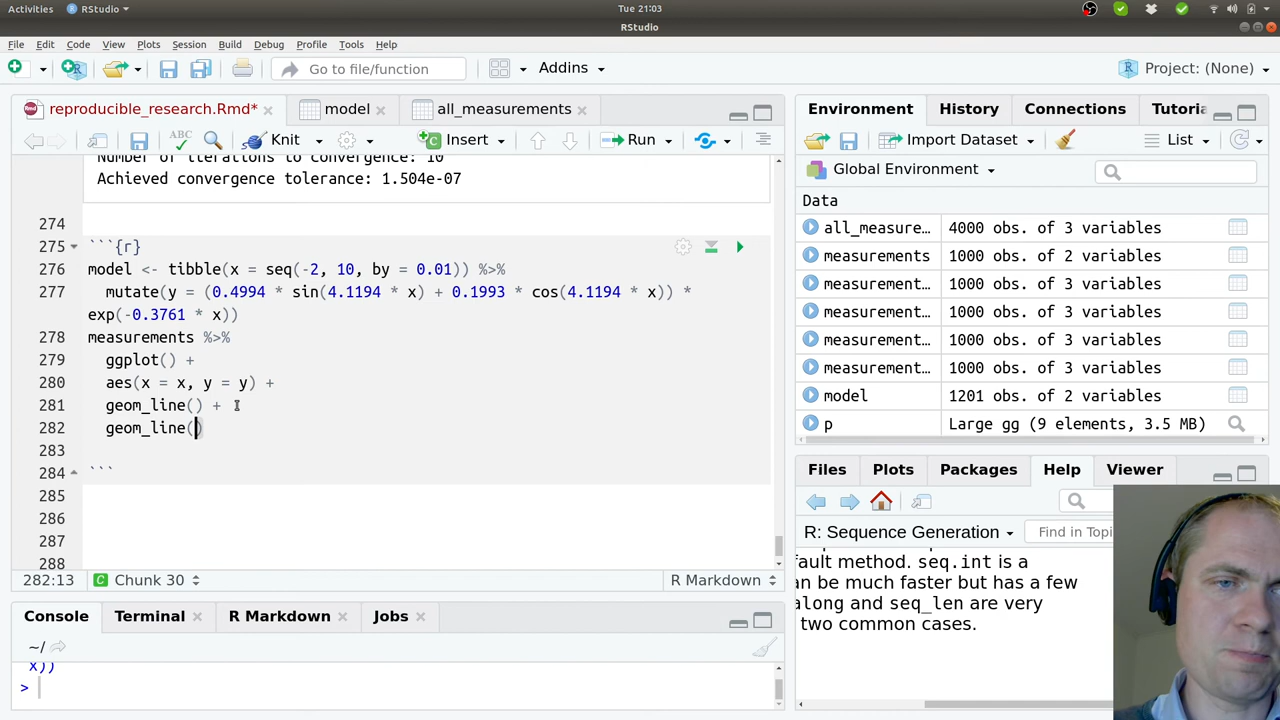 Activities RStudio Tue 21:03
RStudio
File Edit Code View Plots Session Build Debug Profile Tools Help
Go to file/function Addins Project: (None)
reproducible_research.Rmd* model all_measurements
Knit Insert Run
Number of iterations to convergence: 10
Achieved convergence tolerance: 1.504e-07
274
275 ```{r}
276 model <- tibble(x = seq(-2, 10, by = 0.01)) %>%
277 mutate(y = (0.4994 * sin(4.1194 * x) + 0.1993 * cos(4.1194 * x)) *
exp(-0.3761 * x))
278 measurements %>%
279 ggplot() +
280 aes(x = x, y = y) +
281 geom_line() +
282 geom_line()
283
284 ```
285
286
287
288
282:13 Chunk 30 R Markdown
Console Terminal R Markdown Jobs
~/
x))
>
Environment History Connections Tutoria
Import Dataset List
Global Environment
Data
all_measure… 4000 obs. of 3 variables
measurements 1000 obs. of 2 variables
measurement… 1000 obs. of 3 variables
measurement… 1000 obs. of 3 variables
measurement… 1000 obs. of 3 variables
measurement… 1000 obs. of 3 variables
model 1201 obs. of 2 variables
p Large gg (9 elements, 3.5 MB)
Files Plots Packages Help Viewer
R: Sequence Generation Find in Topi
fault method. seq.int is a
an be much faster but has a few
along and seq_len are very
two common cases.